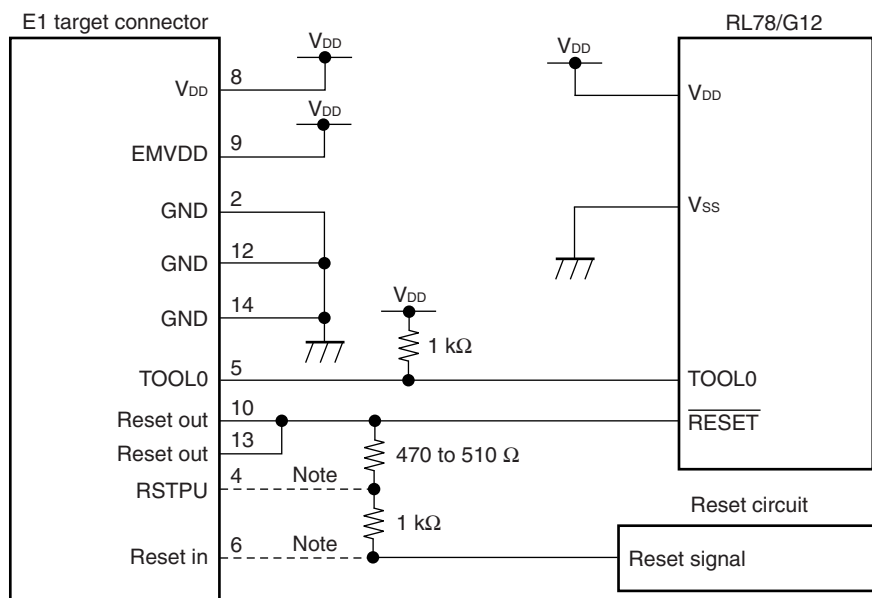 E1 target connector
RL78/G12
VDD
8
VDD
VDD
VDD
VDD
9
EMVDD
2
GND
VSS
12
GND
14
GND
VDD
1 kΩ
5
TOOL0
TOOL0
10
Reset out
RESET
13
Reset out
470 to 510 Ω
4
RSTPU
Note
Reset circuit
1 kΩ
6
Reset in
Note
Reset signal